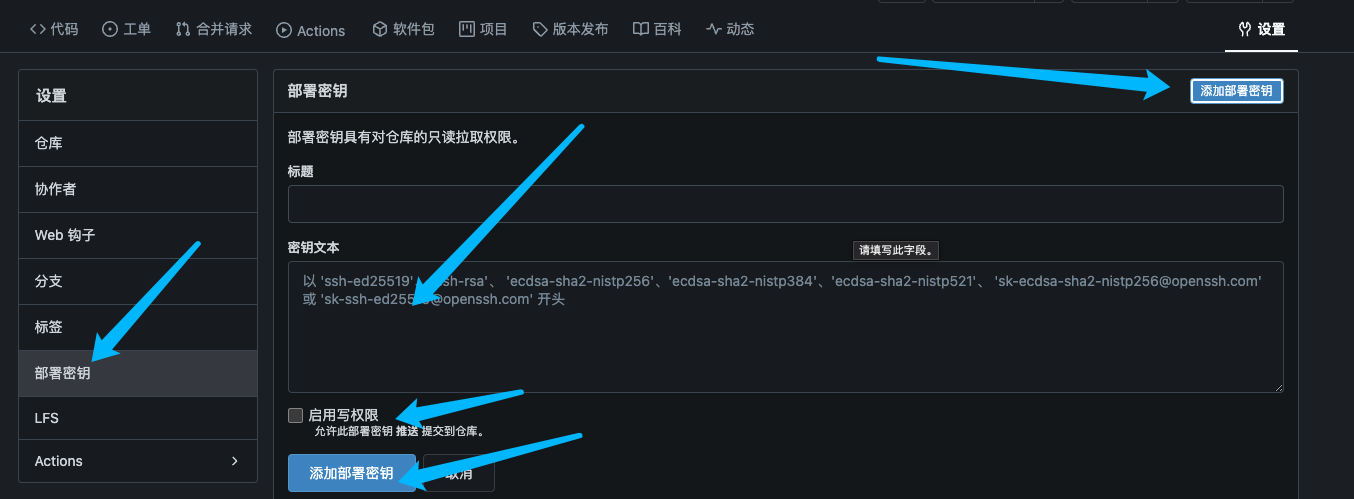 代码 工单 合并请求 Actions 软件包 项目 版本发布 百科 动态 设置
设置
仓库
协作者
Web 钩子
分支
标签
部署密钥
LFS
Actions
部署密钥 添加部署密钥
部署密钥具有对仓库的只读拉取权限。
标题
密钥文本
请填写此字段。
以 'ssh-ed25519' sh-rsa'、 'ecdsa-sha2-nistp256'、'ecdsa-sha2-nistp384'、'ecdsa-sha2-nistp521'、 'sk-ecdsa-sha2-nistp256@openssh.com'
或 @openssh.com' 开头
启用写权限
允许此部署密钥 推送 提交到仓库。
添加部署密钥 取消